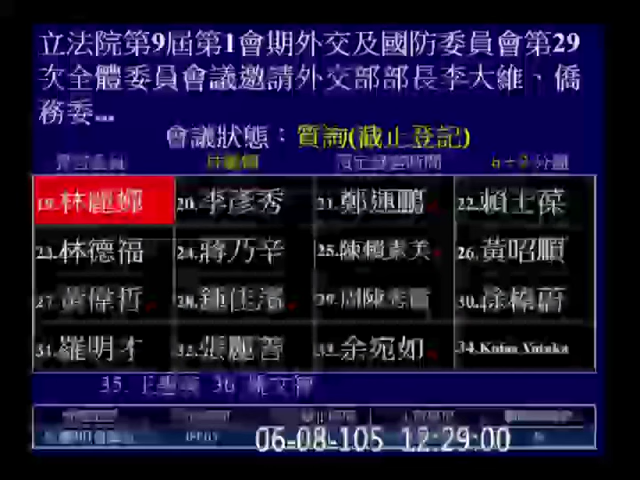 立法院第9屆第1會期外交及國防委員會第29
次全體委員會議邀請外交部部長李大維、僑
務委...
會議狀態：質詢(截止登記)
19.林麗嬋 20.李彥秀 21.鄭運鵬 22.賴士葆
23.林德福 24.蔣乃辛 25.陳賴素美 26.黃昭順
27.黃偉哲 28.鍾佳濱 29.周陳秀霞 30.徐榛蔚
31.羅明才 32.張麗善 33.余宛如 34.Kolas Yotaka
35. 36.
06-08-105 12:29:00